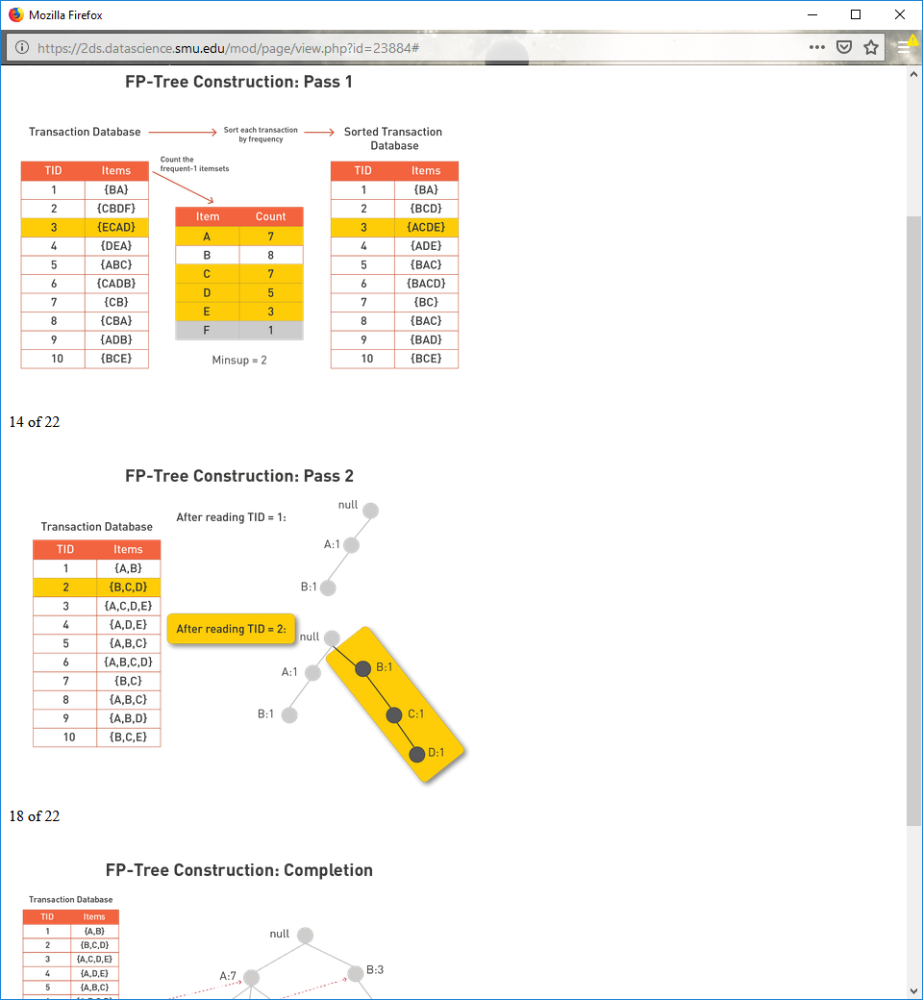 Mozilla Firefox
https://2ds.datascience.smu.edu/mod/page/view.php?id=23884#
FP-Tree Construction: Pass 1
Transaction Database
Sort each transaction
by frequency
Sorted Transaction
Database
Count the
frequent-1 itemsets
TID Items
1 {BA}
2 {CBDF}
3 {ECAD}
4 {DEA}
5 {ABC}
6 {CADB}
7 {CB}
8 {CBA}
9 {ADB}
10 {BCE}
Item Count
A 7
B 8
C 7
D 5
E 3
F 1
Minsup = 2
TID Items
1 {BA}
2 {BCD}
3 {ACDE}
4 {ADE}
5 {BAC}
6 {BACD}
7 {BC}
8 {BAC}
9 {BAD}
10 {BCE}
14 of 22
FP-Tree Construction: Pass 2
Transaction Database
TID Items
1 {A,B}
2 {B,C,D}
3 {A,C,D,E}
4 {A,D,E}
5 {A,B,C}
6 {A,B,C,D}
7 {B,C}
8 {A,B,C}
9 {A,B,D}
10 {B,C,E}
After reading TID = 1:
null
A:1
B:1
After reading TID = 2:
null
A:1
B:1
B:1
C:1
D:1
18 of 22
FP-Tree Construction: Completion
Transaction Database
TID Items
1 {A,B}
2 {B,C,D}
3 {A,C,D,E}
4 {A,D,E}
5 {A,B,C}
null
A:7
B:3